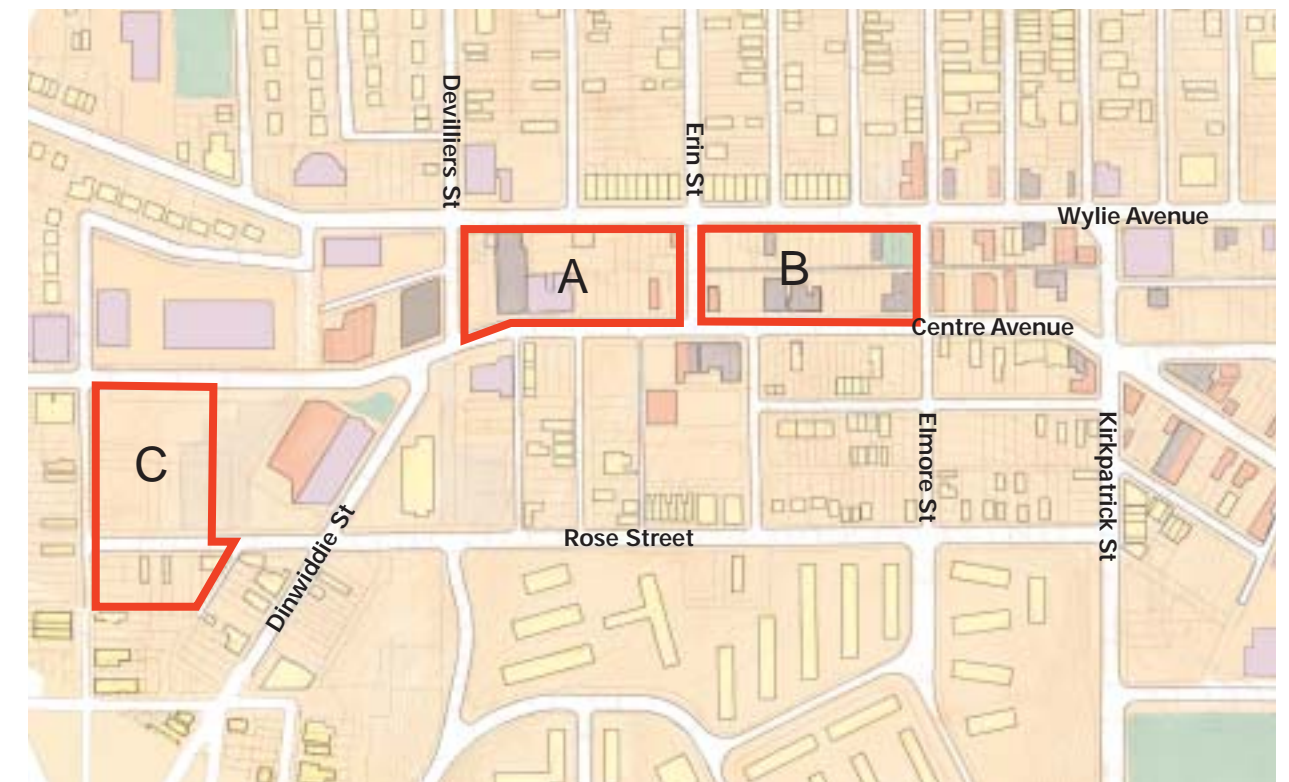 Devilliers St
Erin St
Wylie Avenue
A
B
Centre Avenue
C
Elmore St
Kirkpatrick St
Dinwiddie St
Rose Street